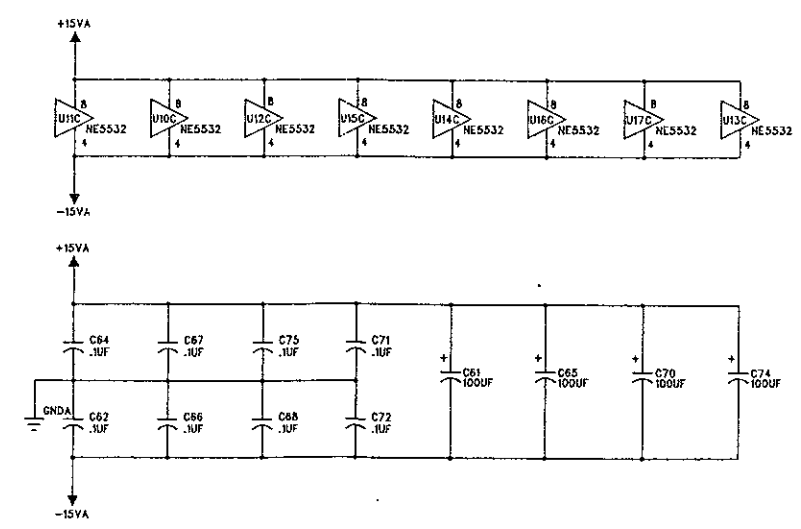 +15VA
8 8 8 8 8 8 8 8
U11C U10C U12C U15C U14C U16C U17C U13C
NE5532 NE5532 NE5532 NE5532 NE5532 NE5532 NE5532 NE5532
4 4 4 4 4 4 4 4
-15VA
+15VA
C64 C67 C75 C71
.1UF .1UF .1UF .1UF
+ C61 + C65 + C70 + C74
100UF 100UF 100UF 100UF
GNDA
C62 C66 C68 C72
.1UF .1UF .1UF .1UF
-15VA